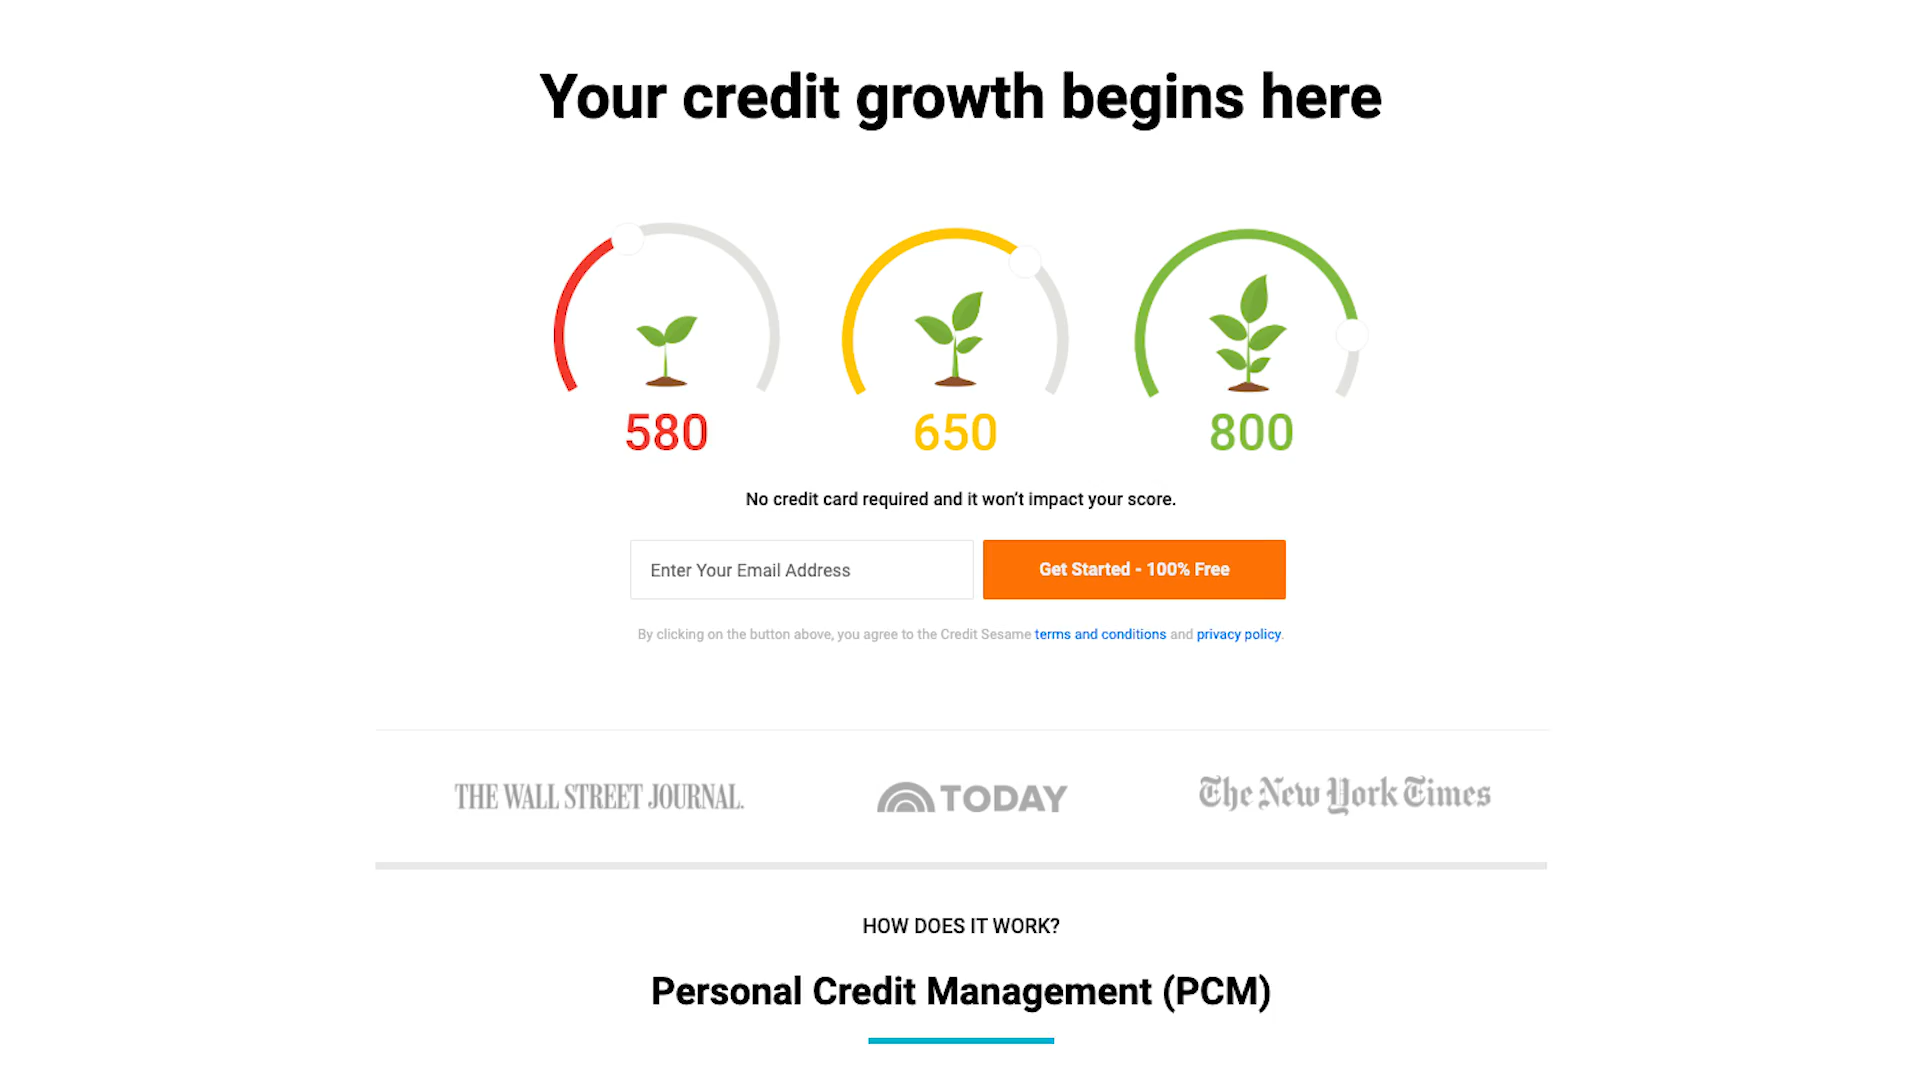 Your credit growth begins here
580
650
800
No credit card required and it won’t impact your score.
Enter Your Email Address
Get Started - 100% Free
By clicking on the button above, you agree to the Credit Sesame terms and conditions and privacy policy.
THE WALL STREET JOURNAL.
TODAY
The New York Times
HOW DOES IT WORK?
Personal Credit Management (PCM)